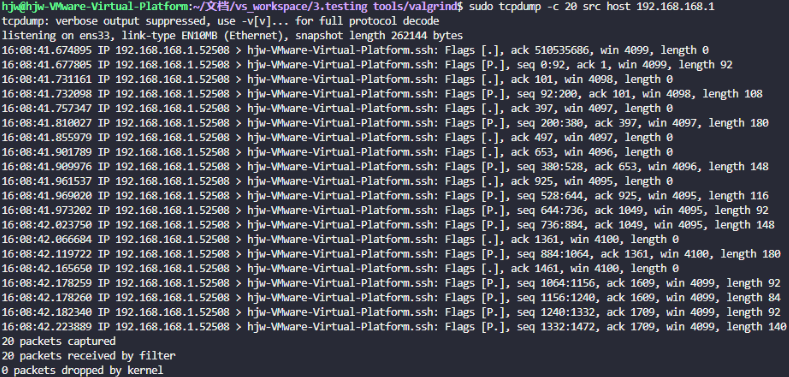 hjw@hjw-VMware-Virtual-Platform:~/文档/vs_workspace/3.testing tools/valgrind$ sudo tcpdump -c 20 src host 192.168.168.1
tcpdump: verbose output suppressed, use -v[v]... for full protocol decode
listening on ens33, link-type EN10MB (Ethernet), snapshot length 262144 bytes
16:08:41.674895 IP 192.168.168.1.52508 > hjw-VMware-Virtual-Platform.ssh: Flags [.], ack 510535686, win 4099, length 0
16:08:41.677805 IP 192.168.168.1.52508 > hjw-VMware-Virtual-Platform.ssh: Flags [P.], seq 0:92, ack 1, win 4099, length 92
16:08:41.731161 IP 192.168.168.1.52508 > hjw-VMware-Virtual-Platform.ssh: Flags [.], ack 101, win 4098, length 0
16:08:41.732098 IP 192.168.168.1.52508 > hjw-VMware-Virtual-Platform.ssh: Flags [P.], seq 92:200, ack 101, win 4098, length 108
16:08:41.757347 IP 192.168.168.1.52508 > hjw-VMware-Virtual-Platform.ssh: Flags [.], ack 397, win 4097, length 0
16:08:41.810027 IP 192.168.168.1.52508 > hjw-VMware-Virtual-Platform.ssh: Flags [P.], seq 200:380, ack 397, win 4097, length 180
16:08:41.855979 IP 192.168.168.1.52508 > hjw-VMware-Virtual-Platform.ssh: Flags [.], ack 497, win 4097, length 0
16:08:41.901789 IP 192.168.168.1.52508 > hjw-VMware-Virtual-Platform.ssh: Flags [.], ack 653, win 4096, length 0
16:08:41.909976 IP 192.168.168.1.52508 > hjw-VMware-Virtual-Platform.ssh: Flags [P.], seq 380:528, ack 653, win 4096, length 148
16:08:41.961537 IP 192.168.168.1.52508 > hjw-VMware-Virtual-Platform.ssh: Flags [.], ack 925, win 4095, length 0
16:08:41.969020 IP 192.168.168.1.52508 > hjw-VMware-Virtual-Platform.ssh: Flags [P.], seq 528:644, ack 925, win 4095, length 116
16:08:41.973202 IP 192.168.168.1.52508 > hjw-VMware-Virtual-Platform.ssh: Flags [P.], seq 644:736, ack 1049, win 4095, length 92
16:08:42.023750 IP 192.168.168.1.52508 > hjw-VMware-Virtual-Platform.ssh: Flags [P.], seq 736:884, ack 1049, win 4095, length 148
16:08:42.066684 IP 192.168.168.1.52508 > hjw-VMware-Virtual-Platform.ssh: Flags [.], ack 1361, win 4100, length 0
16:08:42.119722 IP 192.168.168.1.52508 > hjw-VMware-Virtual-Platform.ssh: Flags [P.], seq 884:1064, ack 1361, win 4100, length 180
16:08:42.165650 IP 192.168.168.1.52508 > hjw-VMware-Virtual-Platform.ssh: Flags [.], ack 1461, win 4100, length 0
16:08:42.178259 IP 192.168.168.1.52508 > hjw-VMware-Virtual-Platform.ssh: Flags [P.], seq 1064:1156, ack 1609, win 4099, length 92
16:08:42.178260 IP 192.168.168.1.52508 > hjw-VMware-Virtual-Platform.ssh: Flags [P.], seq 1156:1240, ack 1609, win 4099, length 84
16:08:42.182340 IP 192.168.168.1.52508 > hjw-VMware-Virtual-Platform.ssh: Flags [P.], seq 1240:1332, ack 1709, win 4099, length 92
16:08:42.223889 IP 192.168.168.1.52508 > hjw-VMware-Virtual-Platform.ssh: Flags [P.], seq 1332:1472, ack 1709, win 4099, length 140
20 packets captured
20 packets received by filter
0 packets dropped by kernel